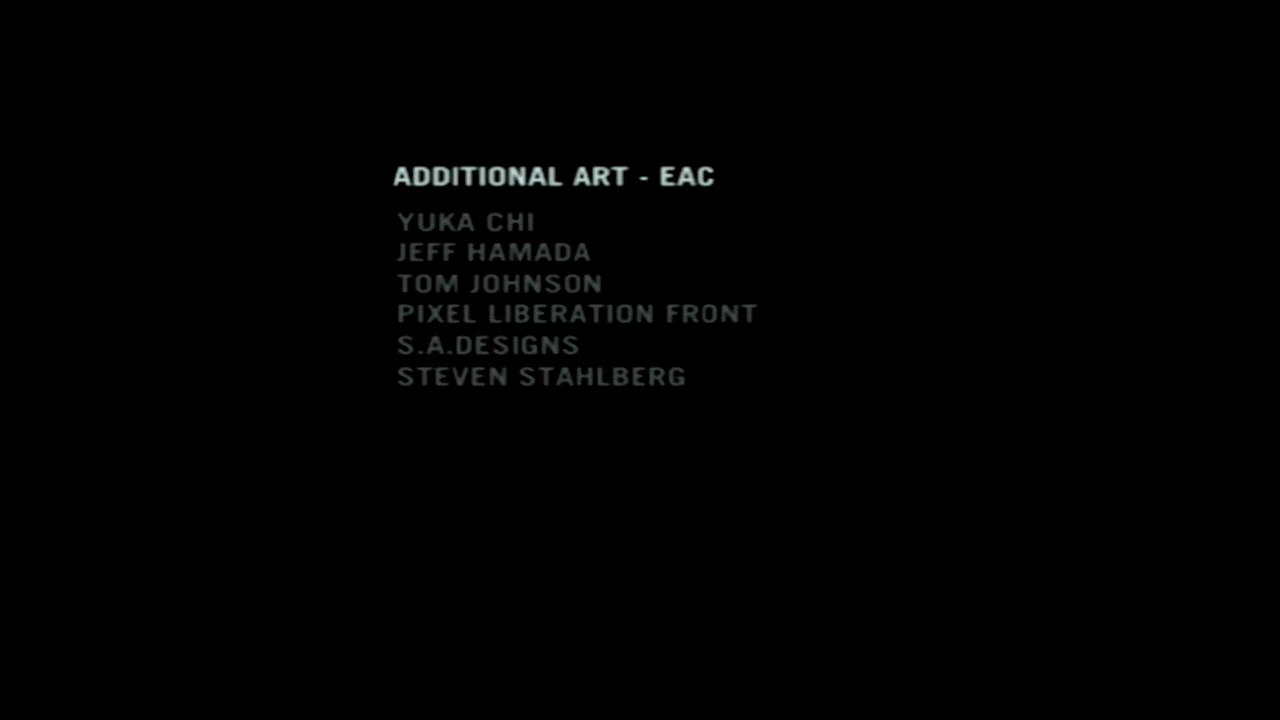 ADDITIONAL ART - EAC
YUKA CHI
JEFF HAMADA
TOM JOHNSON
PIXEL LIBERATION FRONT
S.A.DESIGNS
STEVEN STAHLBERG